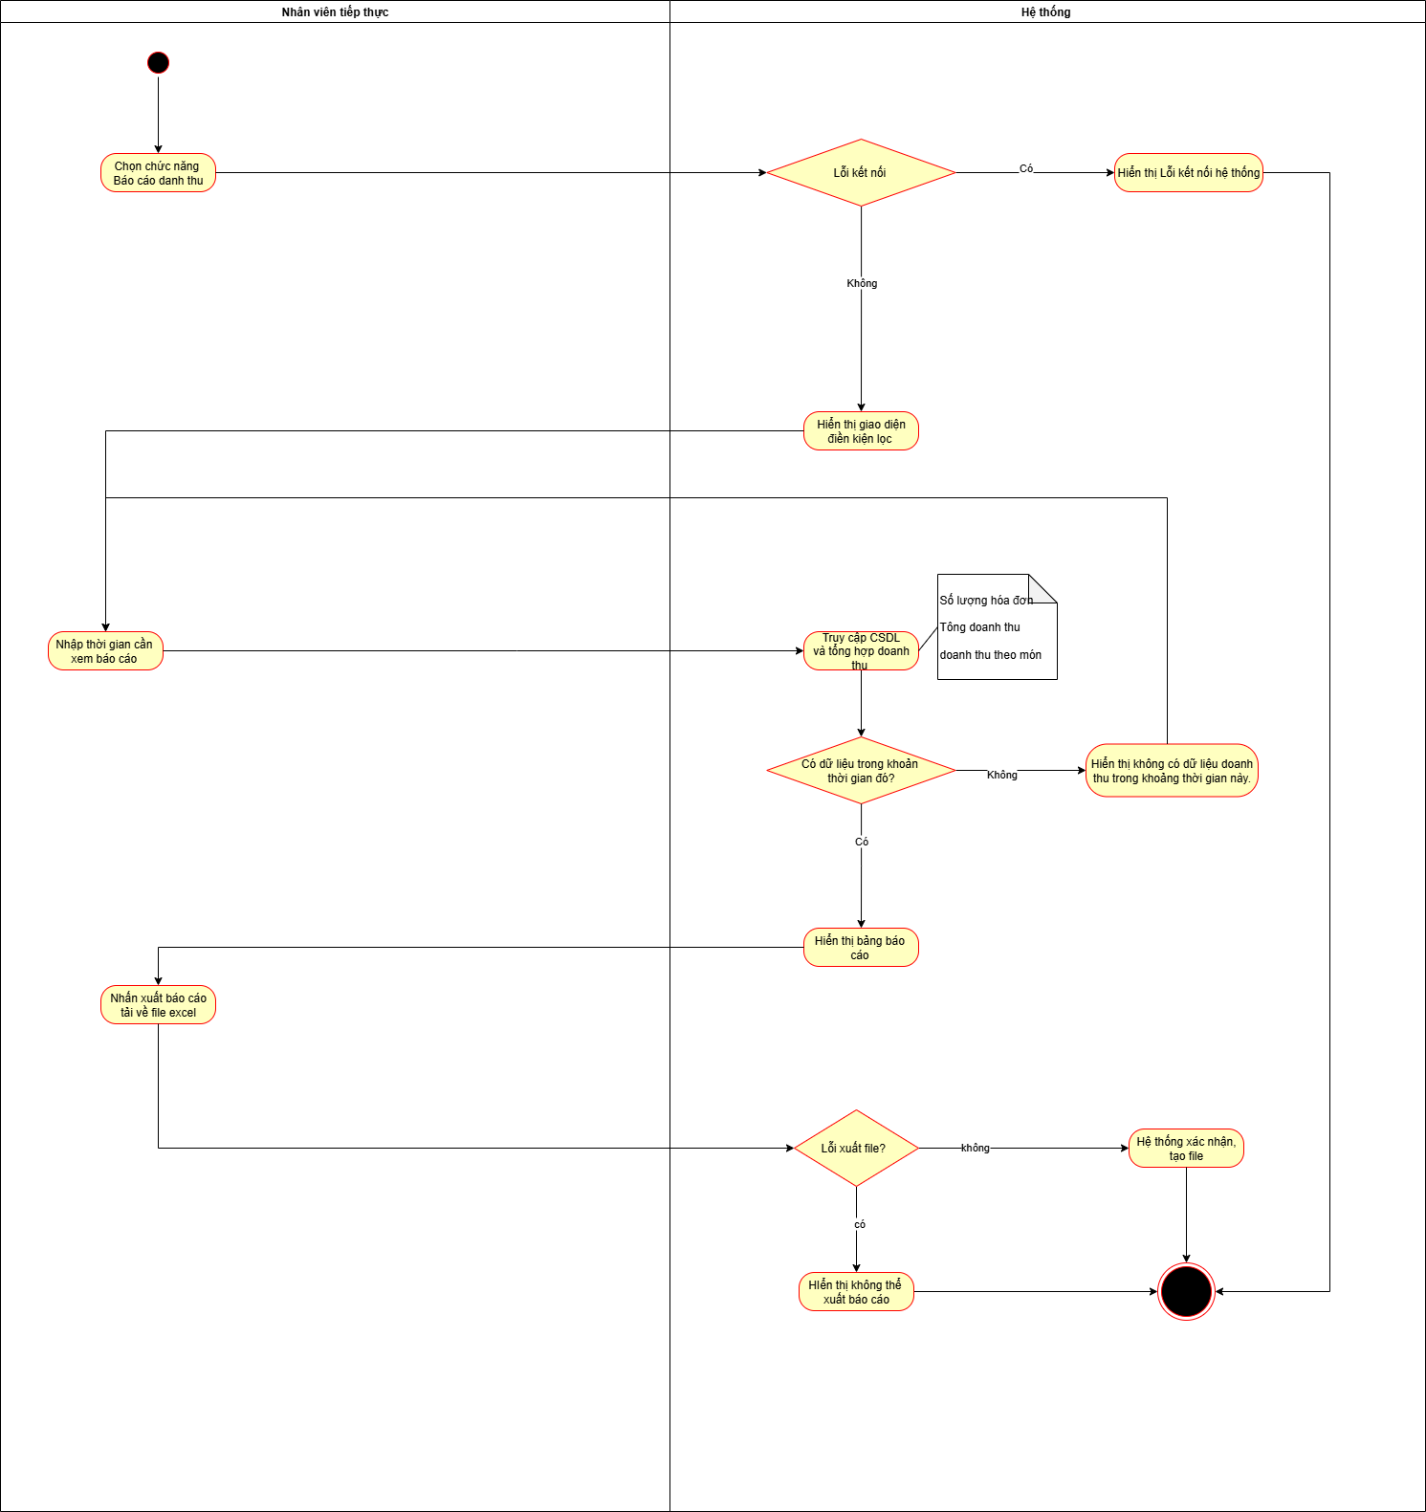 Nhân viên tiếp thực
Hệ thống
Chọn chức năng
Báo cáo danh thu
Lỗi kết nối
Có
Hiển thị Lỗi kết nối hệ thống
Không
Hiển thị giao diện
điền kiện lọc
Số lượng hóa đơn
Tông doanh thu
doanh thu theo món
Nhập thời gian cần
xem báo cáo
Truy cập CSDL
và tổng hợp doanh
thu
Có dữ liệu trong khoản
thời gian đó?
Không
Hiển thị không có dữ liệu doanh
thu trong khoảng thời gian này.
Có
Hiển thị bảng báo
cáo
Nhấn xuất báo cáo
tải về file excel
Lỗi xuất file?
không
Hệ thống xác nhận,
tạo file
có
HIển thị không thể
xuất báo cáo